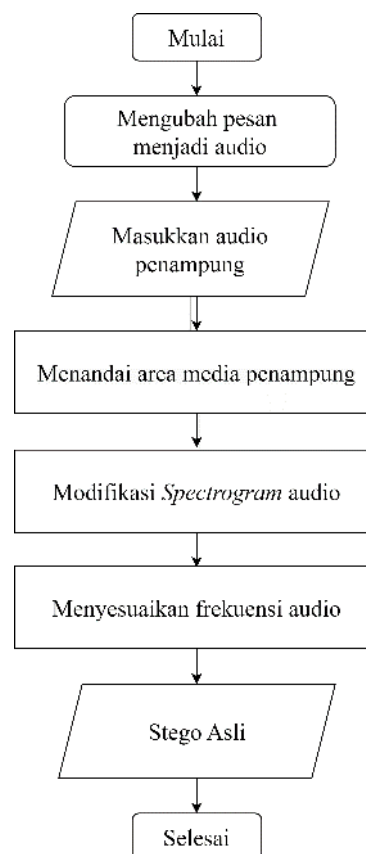 Mulai
Mengubah pesan
menjadi audio
Masukkan audio
penampung
Menandai area media penampung
Modifikasi Spectrogram audio
Menyesuaikan frekuensi audio
Stego Asli
Selesai